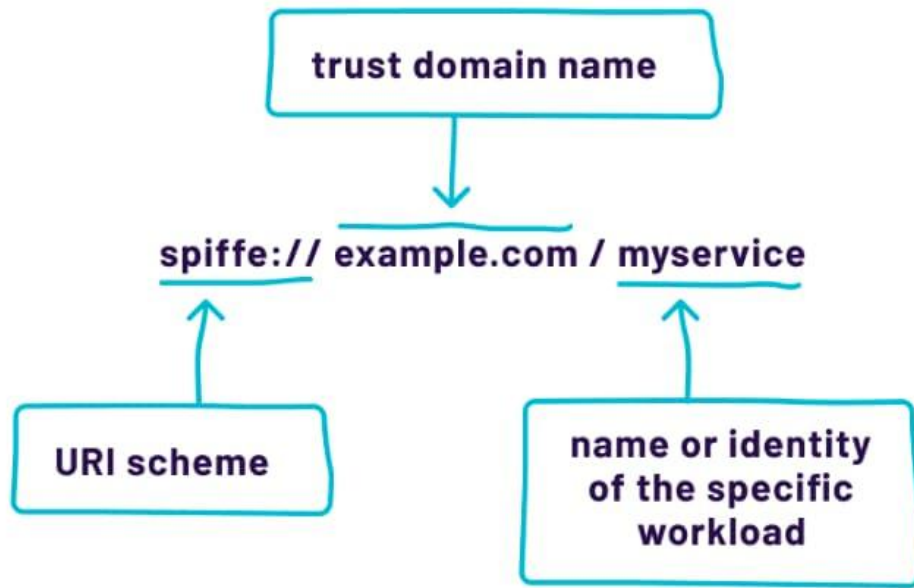 trust domain name
spiffe:// example.com / myservice
URI scheme
name or identity
of the specific
workload